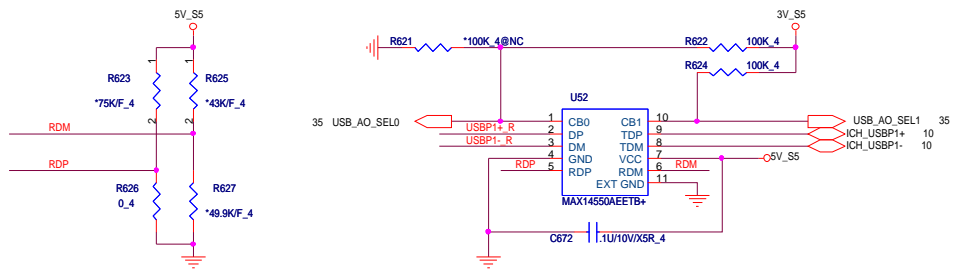 5V_S5
3V_S5
R621
*100K_4@NC
R622
100K_4
R624
100K_4
R623
R625
1
1
*75K/F_4
*43K/F_4
2
2
U52
35 USB_AO_SEL0
1 CB0
CB1 10
USB_AO_SEL1 35
USBP1+_R
2 DP
TDP 9
ICH_USBP1+ 10
RDM
USBP1-_R
3 DM
TDM 8
ICH_USBP1- 10
4 GND
VCC 7
5V_S5
RDP
RDP
5 RDP
RDM 6
RDM
EXT GND 11
R626
R627
0_4
MAX14550AEETB+
*49.9K/F_4
C672
.1U/10V/X5R_4